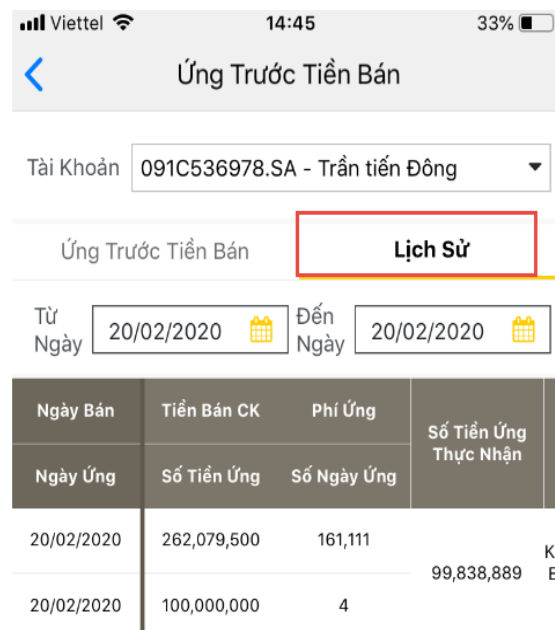 Viettel 14:45 33%
Ứng Trước Tiền Bán
Tài Khoản 091C536978.SA - Trần tiến Đông
Ứng Trước Tiền Bán Lịch Sử
Từ Ngày 20/02/2020 Đến Ngày 20/02/2020
Ngày Bán Tiền Bán CK Phí Ứng Số Tiền Ứng Thực Nhận
Ngày Ứng Số Tiền Ứng Số Ngày Ứng
20/02/2020 262,079,500 161,111 99,838,889
20/02/2020 100,000,000 4